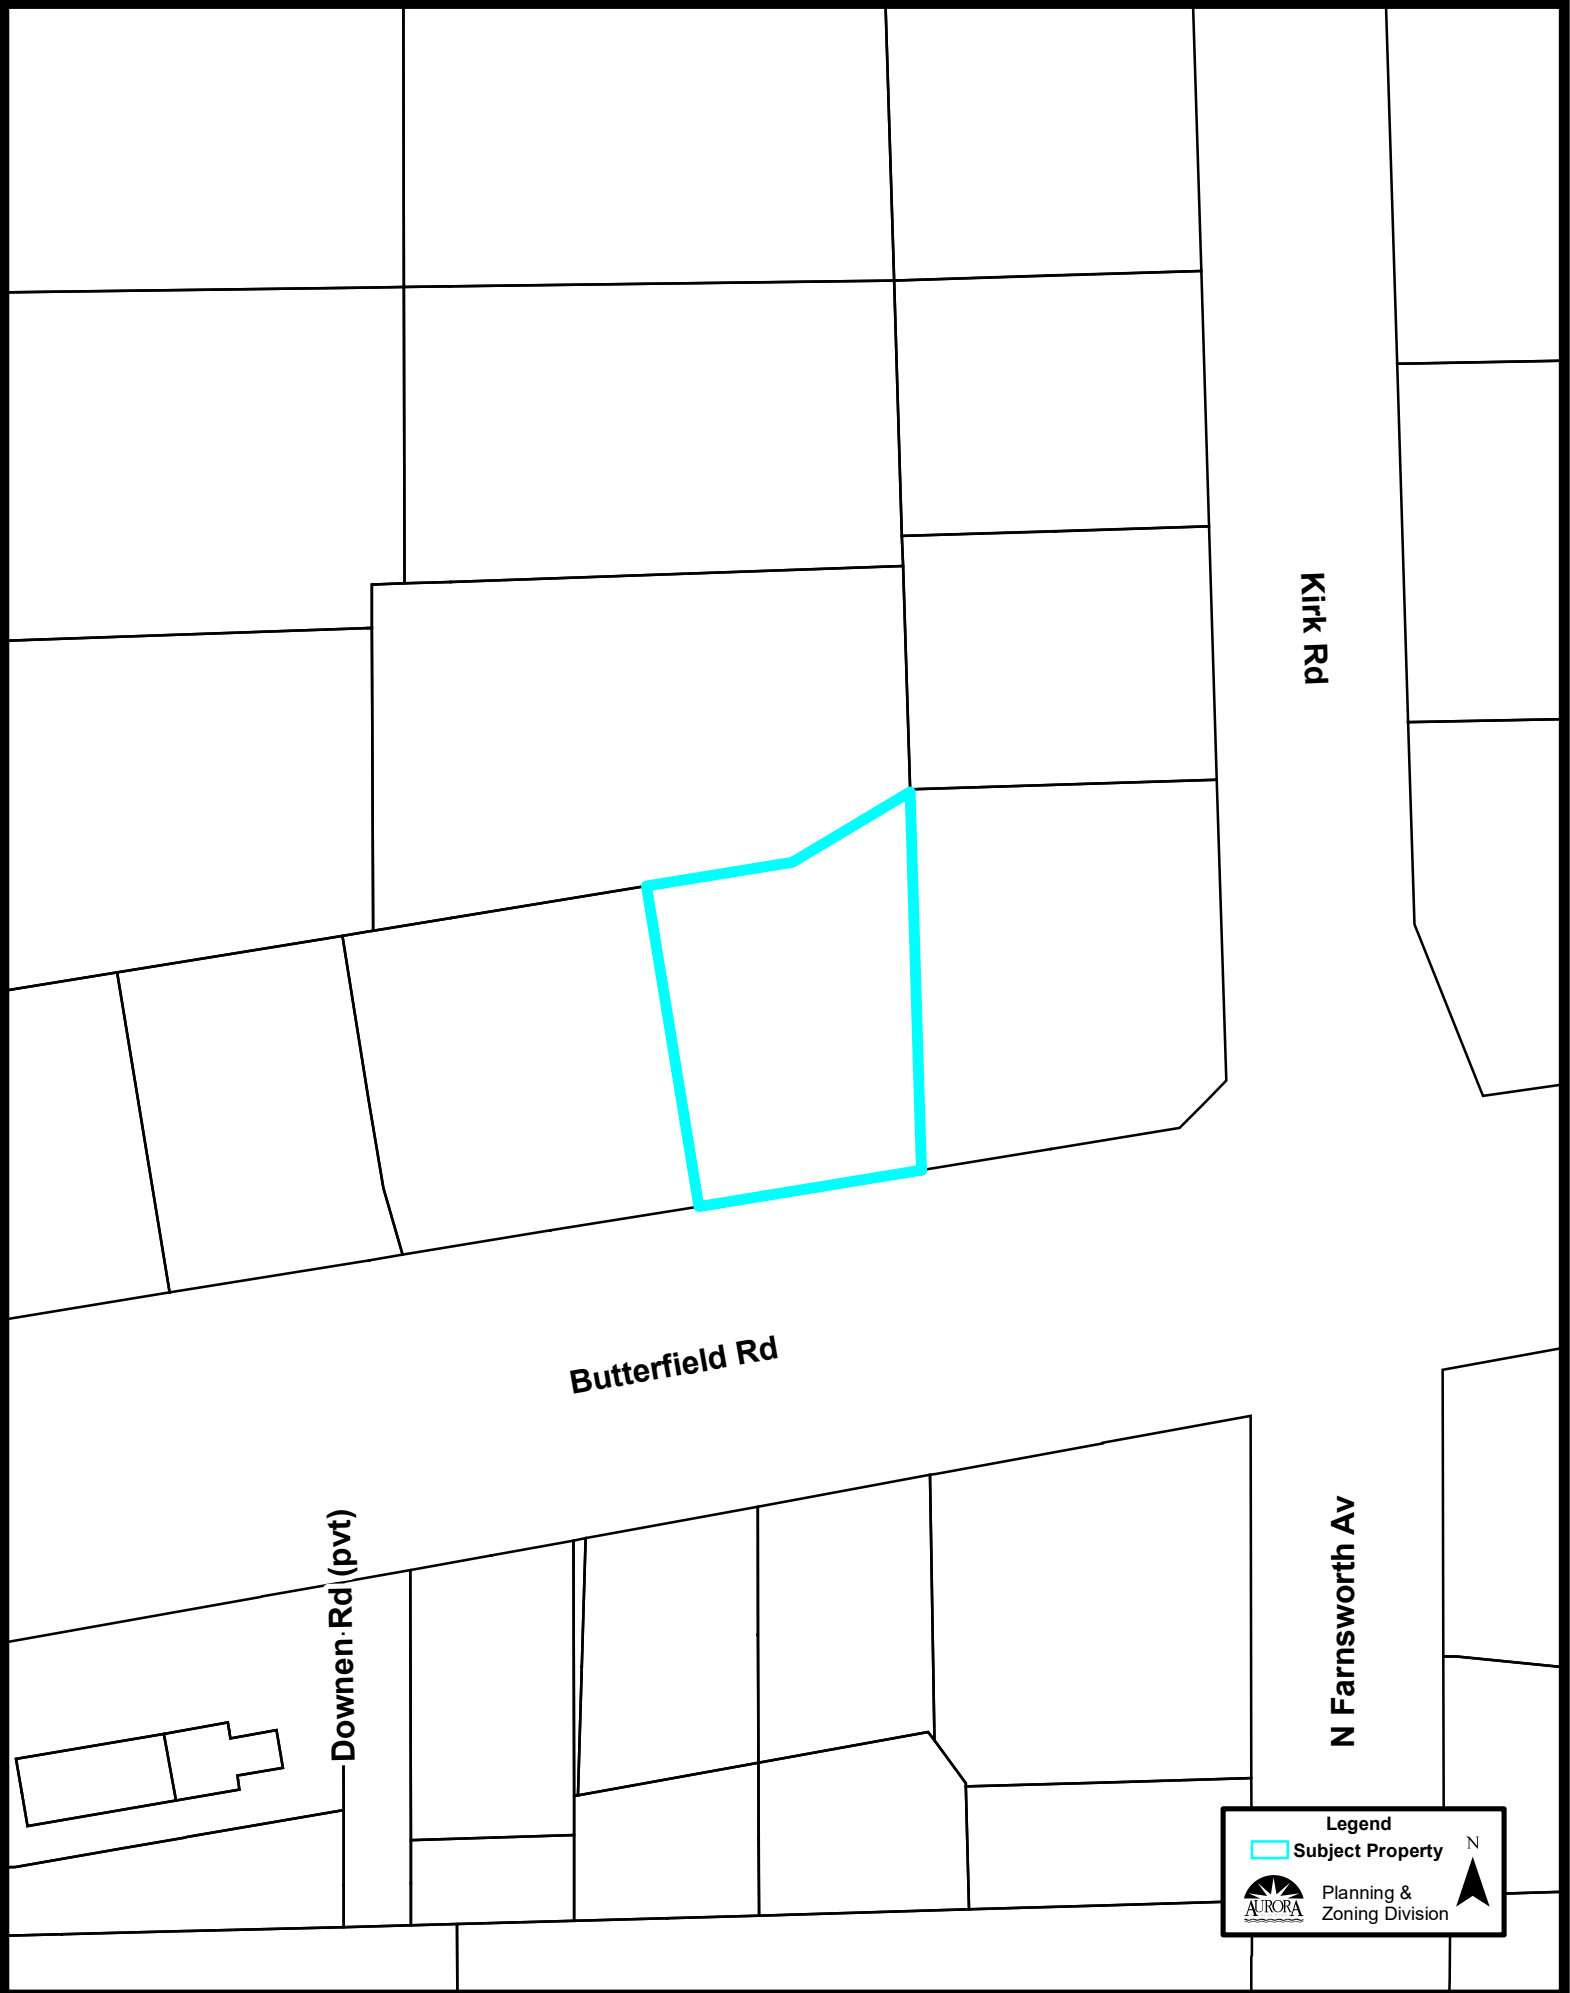 Kirk Rd
Butterfield Rd
Downen Rd (pvt)
N Farnsworth Av
Legend
Subject Property
N
AURORA
Planning &
Zoning Division